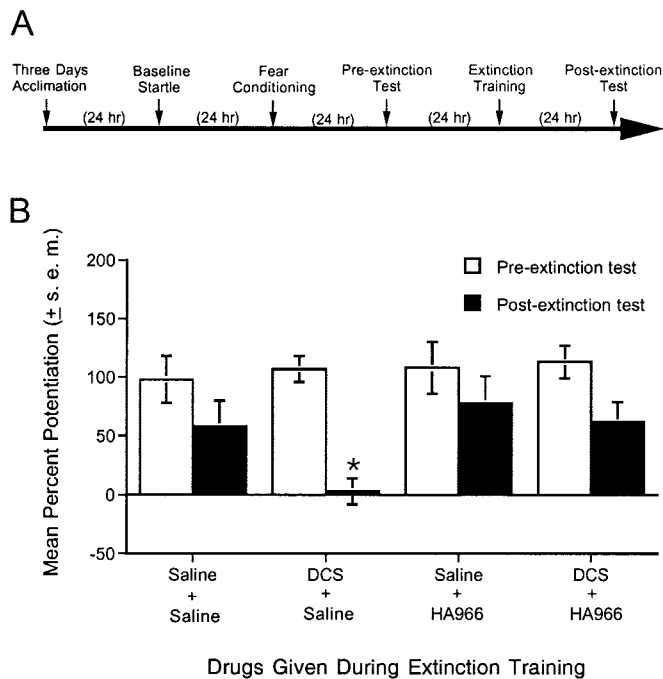 A
Three Days Acclimation
Baseline Startle
Fear Conditioning
Pre-extinction Test
Extinction Training
Post-extinction Test
(24 hr) (24 hr) (24 hr) (24 hr) (24 hr)
B
Mean Percent Potentiation (± s. e. m.)
200
150
100
50
0
-50
Pre-extinction test
Post-extinction test
*
Saline + Saline
DCS + Saline
Saline + HA966
DCS + HA966
Drugs Given During Extinction Training